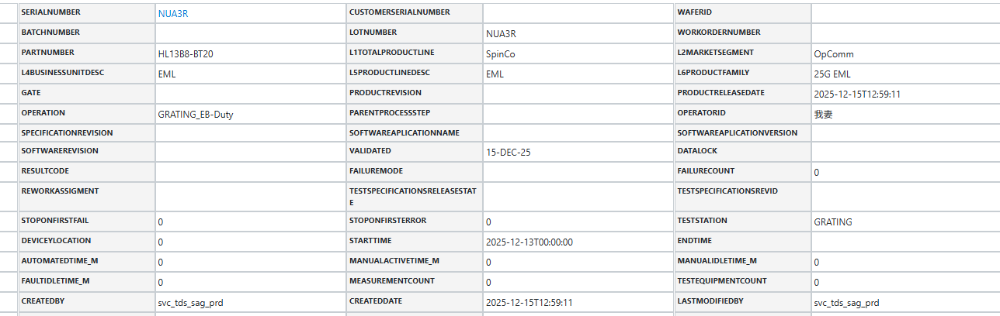 SERIALNUMBER NUA3R CUSTOMERSERIALNUMBER WAFERID
BATCHNUMBER LOTNUMBER NUA3R WORKORDERNUMBER
PARTNUMBER HL13B8-BT20 L1TOTALPRODUCTLINE SpinCo L2MARKETSEGMENT OpComm
L4BUSINESSUNITDESC EML L5PRODUCTLINEDESC EML L6PRODUCTFAMILY 25G EML
GATE PRODUCTREVISION PRODUCTRELEASEDATE 2025-12-15T12:59:11
OPERATION GRATING_EB-Duty PARENTPROCESSSTEP OPERATORID 我妻
SPECIFICATIONREVISION SOFTWAREAPLICATIONNAME SOFTWAREAPLICATIONVERSION
SOFTWAREREVISION VALIDATED 15-DEC-25 DATALOCK
RESULTCODE FAILUREMODE FAILURECOUNT 0
REWORKASSIGMENT TESTSPECIFICATIONSRELEASESTAT TESTSPECIFICATIONSREVID
E
STOPONFIRSTFAIL 0 STOPONFIRSTERROR 0 TESTSTATION GRATING
DEVICEYLOCATION 0 STARTTIME 2025-12-13T00:00:00 ENDTIME
AUTOMATEDTIME_M 0 MANUALACTIVETIME_M 0 MANUALIDLETIME_M 0
FAULTIDLETIME_M 0 MEASUREMENTCOUNT 0 TESTEQUIPMENTCOUNT 0
CREATEDBY svc_tds_sag_prd CREATEDDATE 2025-12-15T12:59:11 LASTMODIFIEDBY svc_tds_sag_prd